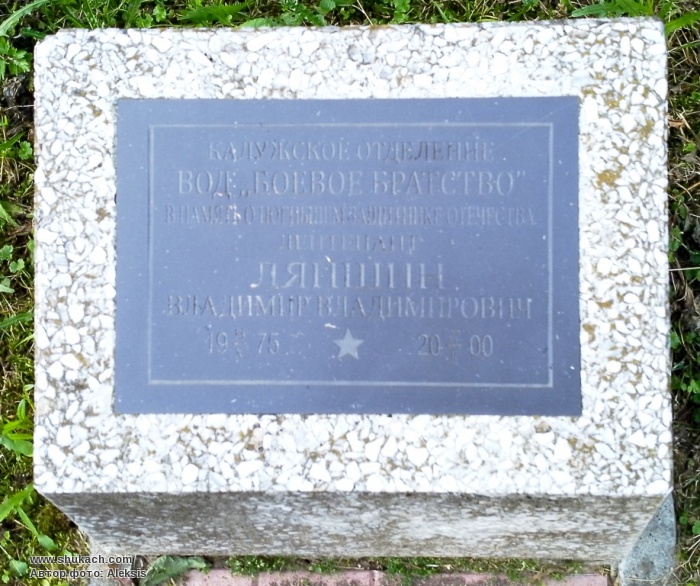 КАЛУЖСКОЕ ОТДЕЛЕНИЕ
ВОД „БОЕВОЕ БРАТСТВО"
В ПАМЯТЬ О ПОГИБШЕМ ЗАЩИТНИКЕ ОТЕЧЕСТВА
ЛЕЙТЕНАНТ
ЛЯПШИН
ВЛАДИМИР ВЛАДИМИРОВИЧ
19 75 20 00
www.shukach.com
Автор фото: Aleksis